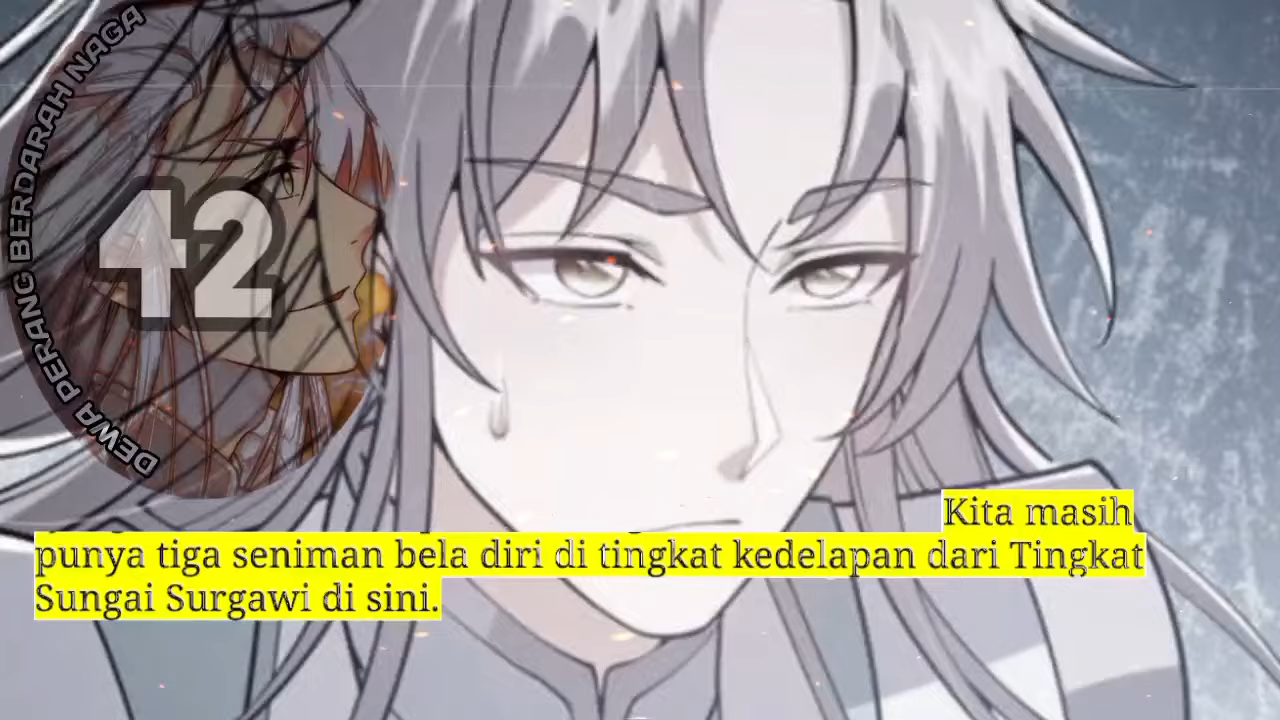 DEWA PERANG BERDARAH NAGA
42
Kita masih
punya tiga seniman bela diri di tingkat kedelapan dari Tingkat
Sungai Surgawi di sini.